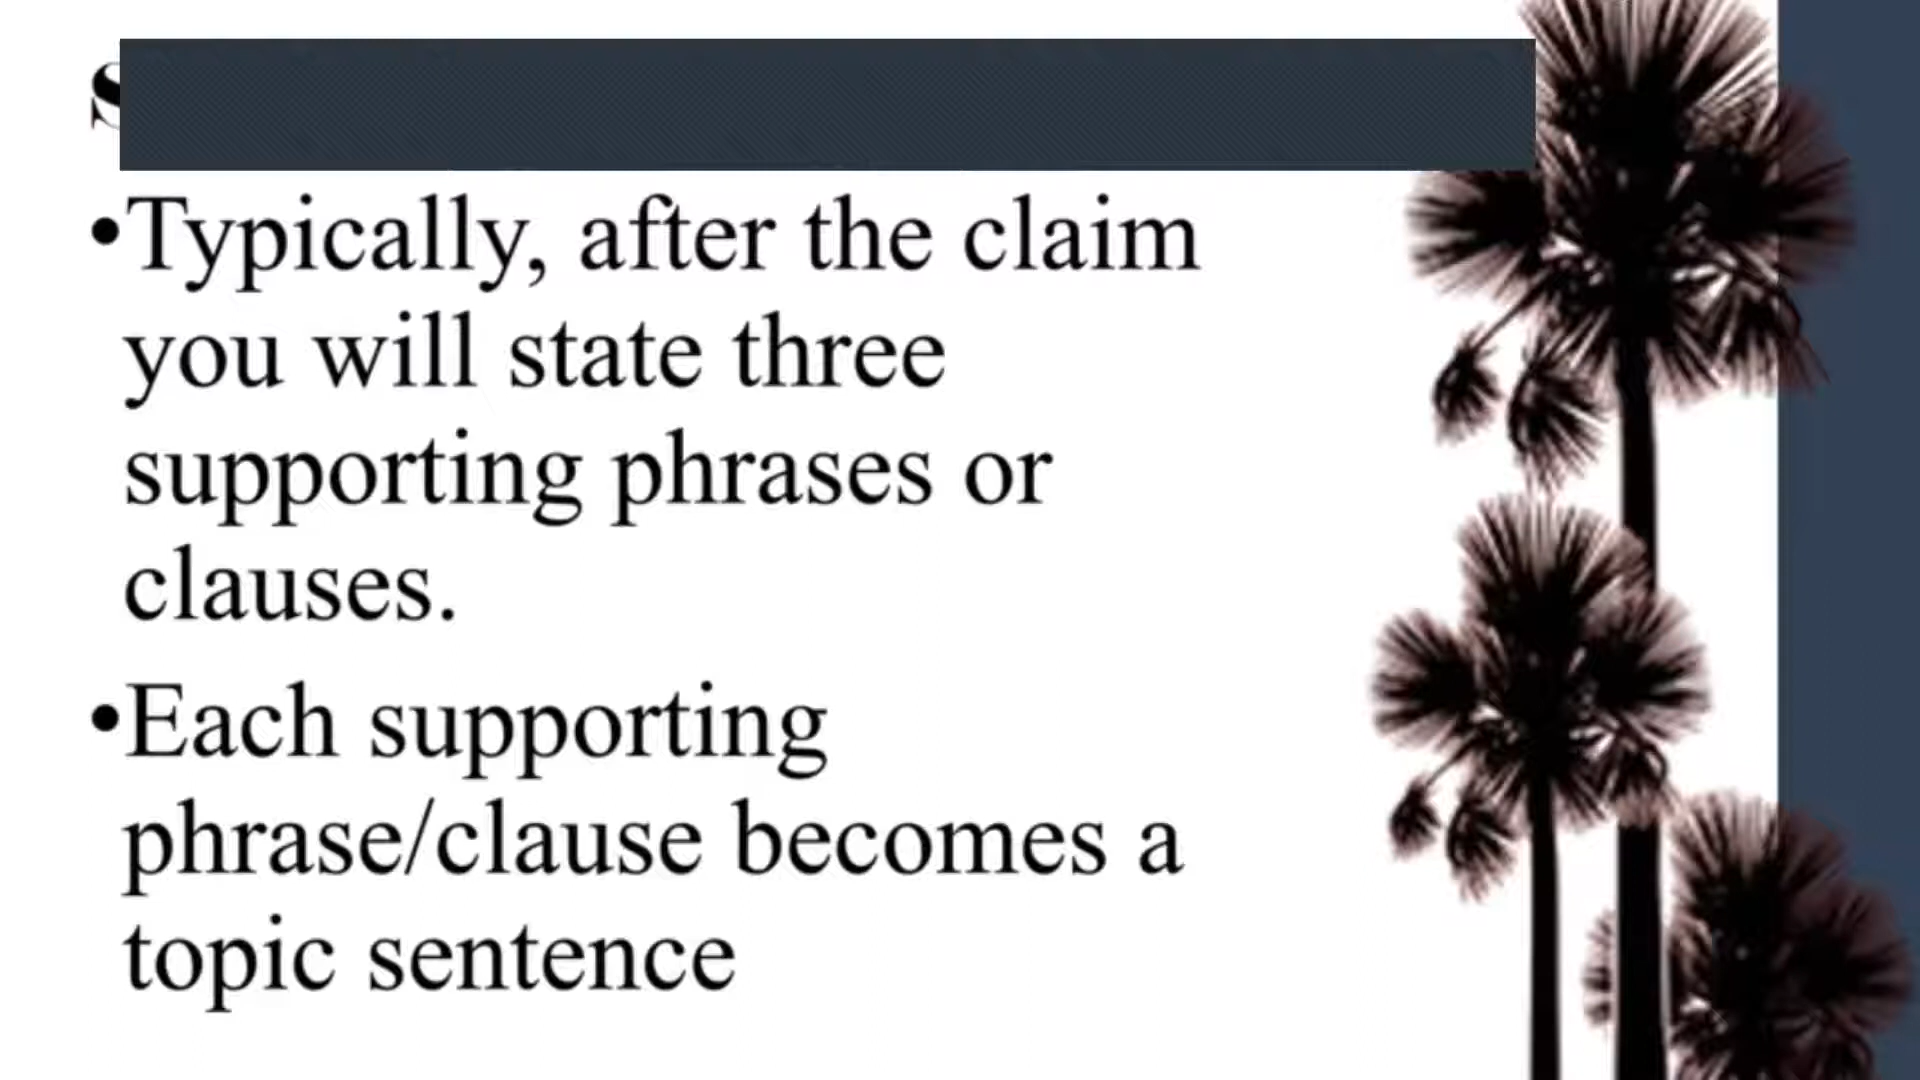 •Typically, after the claim
you will state three
supporting phrases or
clauses.
•Each supporting
phrase/clause becomes a
topic sentence